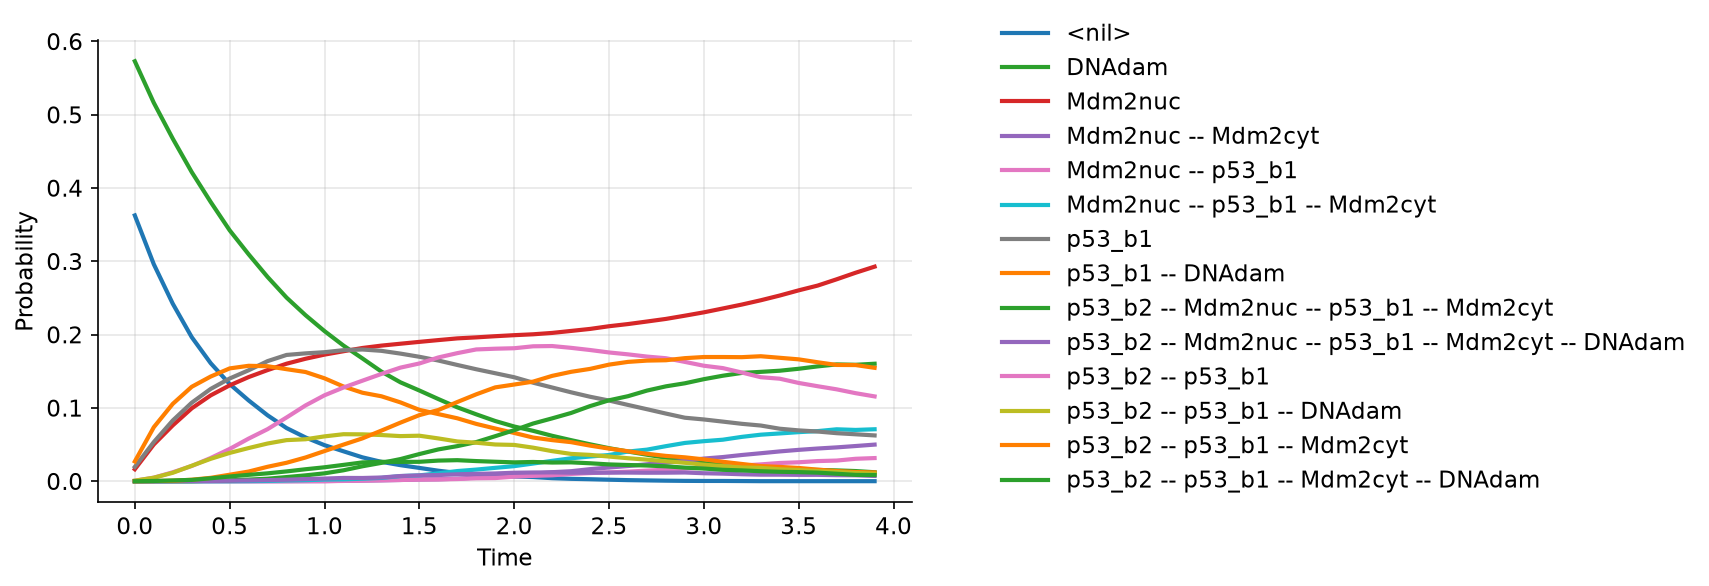 0.6
0.5
0.4
0.3
0.2
0.1
0.0
Probability
0.0 0.5 1.0 1.5 2.0 2.5 3.0 3.5 4.0
Time
<nil>
DNAdam
Mdm2nuc
Mdm2nuc -- Mdm2cyt
Mdm2nuc -- p53_b1
Mdm2nuc -- p53_b1 -- Mdm2cyt
p53_b1
p53_b1 -- DNAdam
p53_b2 -- Mdm2nuc -- p53_b1 -- Mdm2cyt
p53_b2 -- Mdm2nuc -- p53_b1 -- Mdm2cyt -- DNAdam
p53_b2 -- p53_b1
p53_b2 -- p53_b1 -- DNAdam
p53_b2 -- p53_b1 -- Mdm2cyt
p53_b2 -- p53_b1 -- Mdm2cyt -- DNAdam